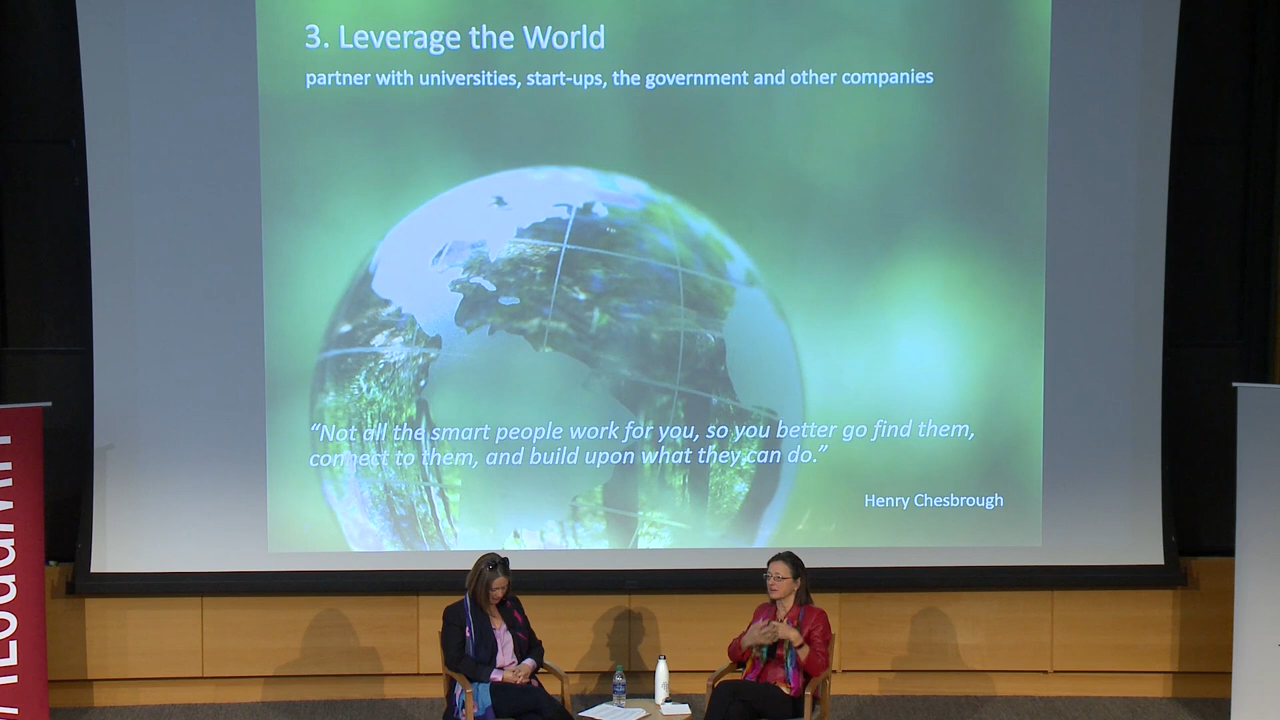 3. Leverage the World
partner with universities, start-ups, the government and other companies
“Not all the smart people work for you, so you better go find them,
connect to them, and build upon what they can do.”
Henry Chesbrough